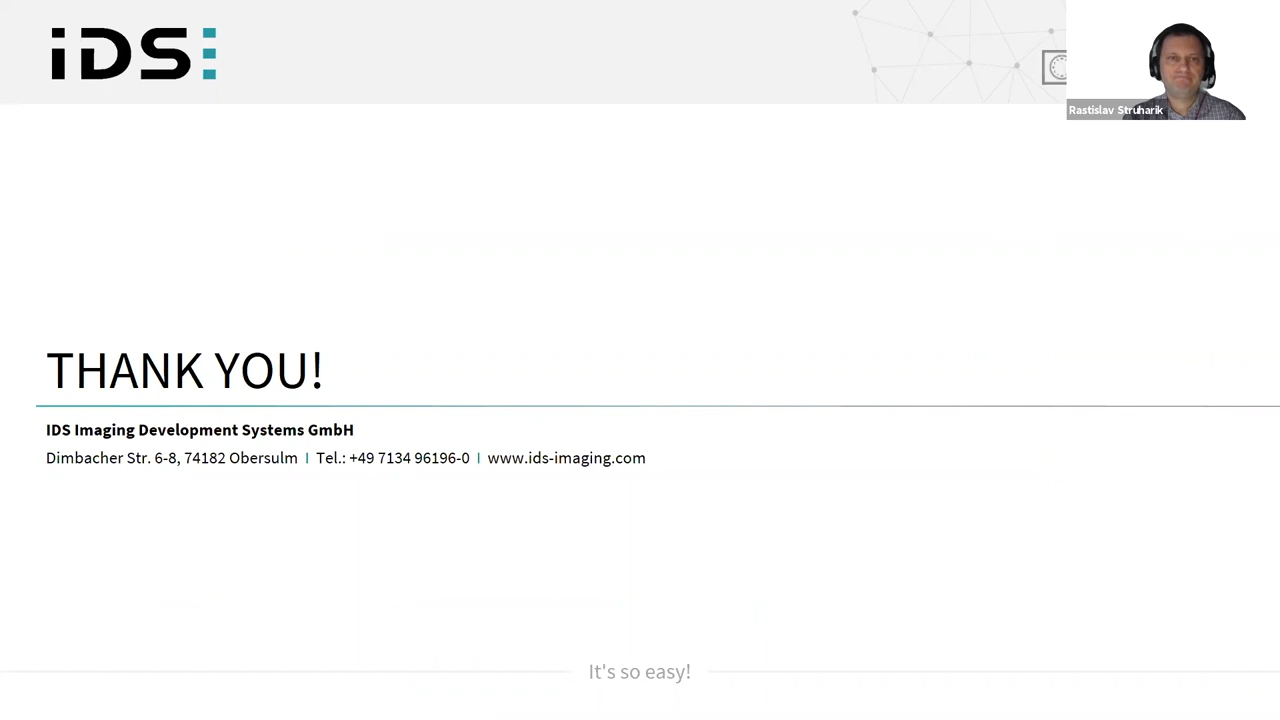 iDS
Rastislav Struharik
THANK YOU!
IDS Imaging Development Systems GmbH
Dimbacher Str. 6-8, 74182 Obersulm I Tel.: +49 7134 96196-0 I www.ids-imaging.com
It's so easy!